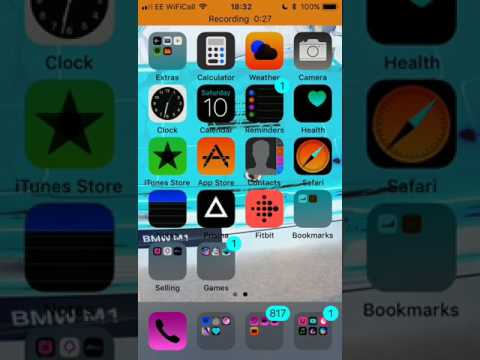 EE WiFiCall 18:32 100%
Recording 0:27
Extras Calculator Weather Camera
Clock Health
1
Saturday
10
Clock Calendar Reminders Health
iTunes Store App Store Contacts Safari
iTunes Store Safari
Prisma Fitbit Bookmarks
BMW M1
1
Selling Games
BMW M1 Bookmarks
817 1